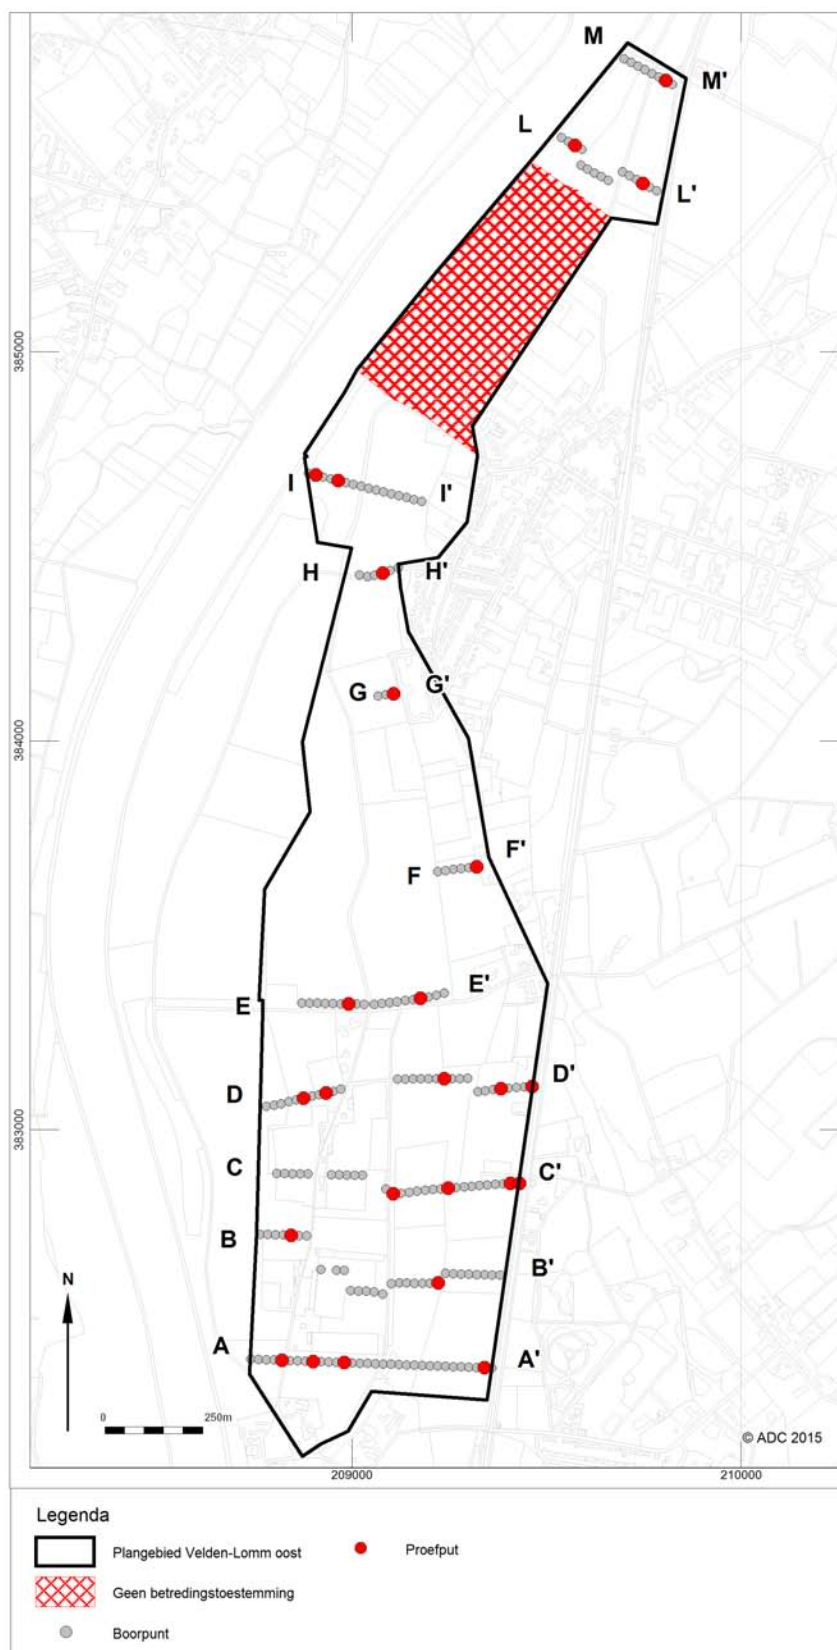 M
M'
L
L'
385000
I
I'
H
H'
G
G'
384000
F
F'
E
E'
D
D'
383000
C
C'
B
B'
N
A
A'
0 250m
© ADC 2015
209000 210000
Legenda
Plangebied Velden-Lomm oost
Proefput
Geen betredingstoestemming
Boorpunt